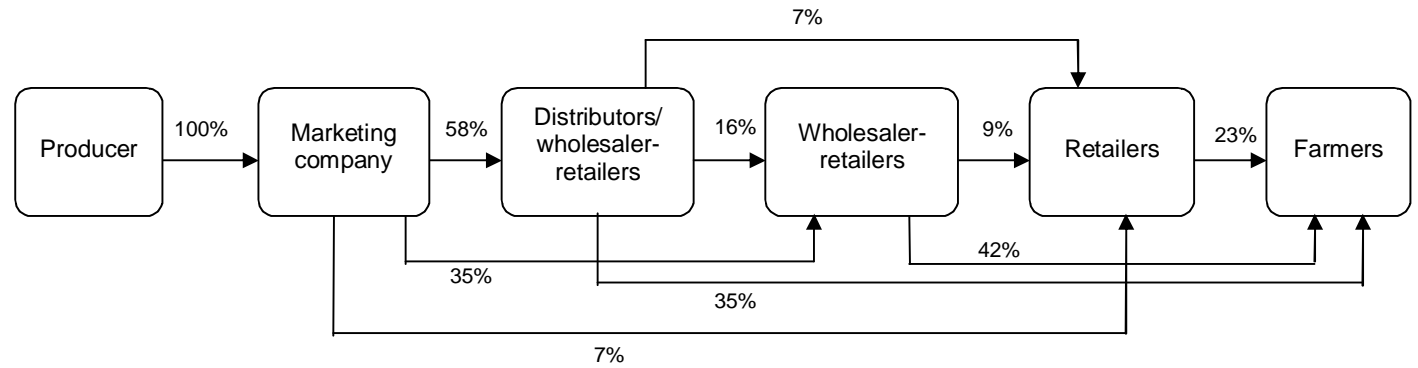 7%
Producer
100%
Marketing
company
58%
Distributors/
wholesaler-
retailers
16%
Wholesaler-
retailers
9%
Retailers
23%
Farmers
35%
42%
35%
7%